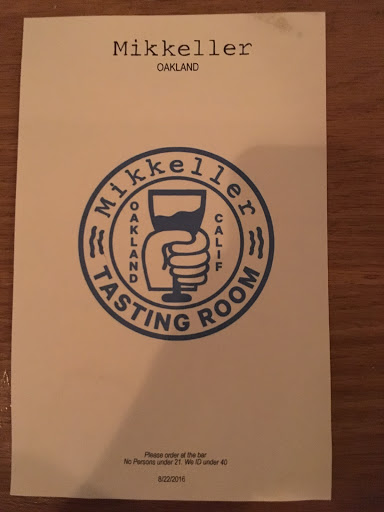 Mikkeller
OAKLAND
Mikkeller
OAKLAND
CALIF
TASTING ROOM
Please order at the bar
No Persons under 21. We ID under 40
8/22/2016